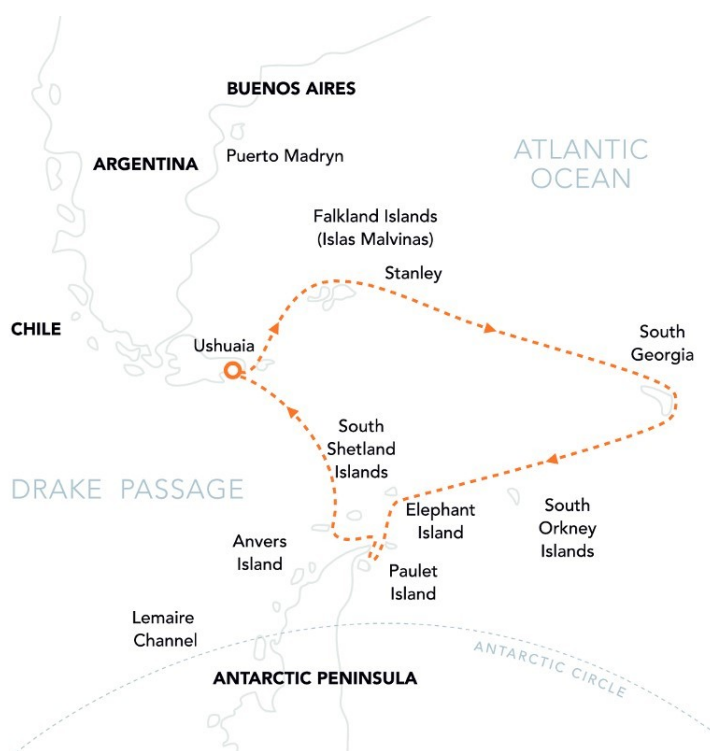 BUENOS AIRES
ARGENTINA
Puerto Madryn
ATLANTIC
OCEAN
Falkland Islands
(Islas Malvinas)
Stanley
CHILE
Ushuaia
South
Georgia
South
Shetland
Islands
DRAKE PASSAGE
Elephant
Island
South
Orkney
Islands
Anvers
Island
Paulet
Island
Lemaire
Channel
ANTARCTIC CIRCLE
ANTARCTIC PENINSULA